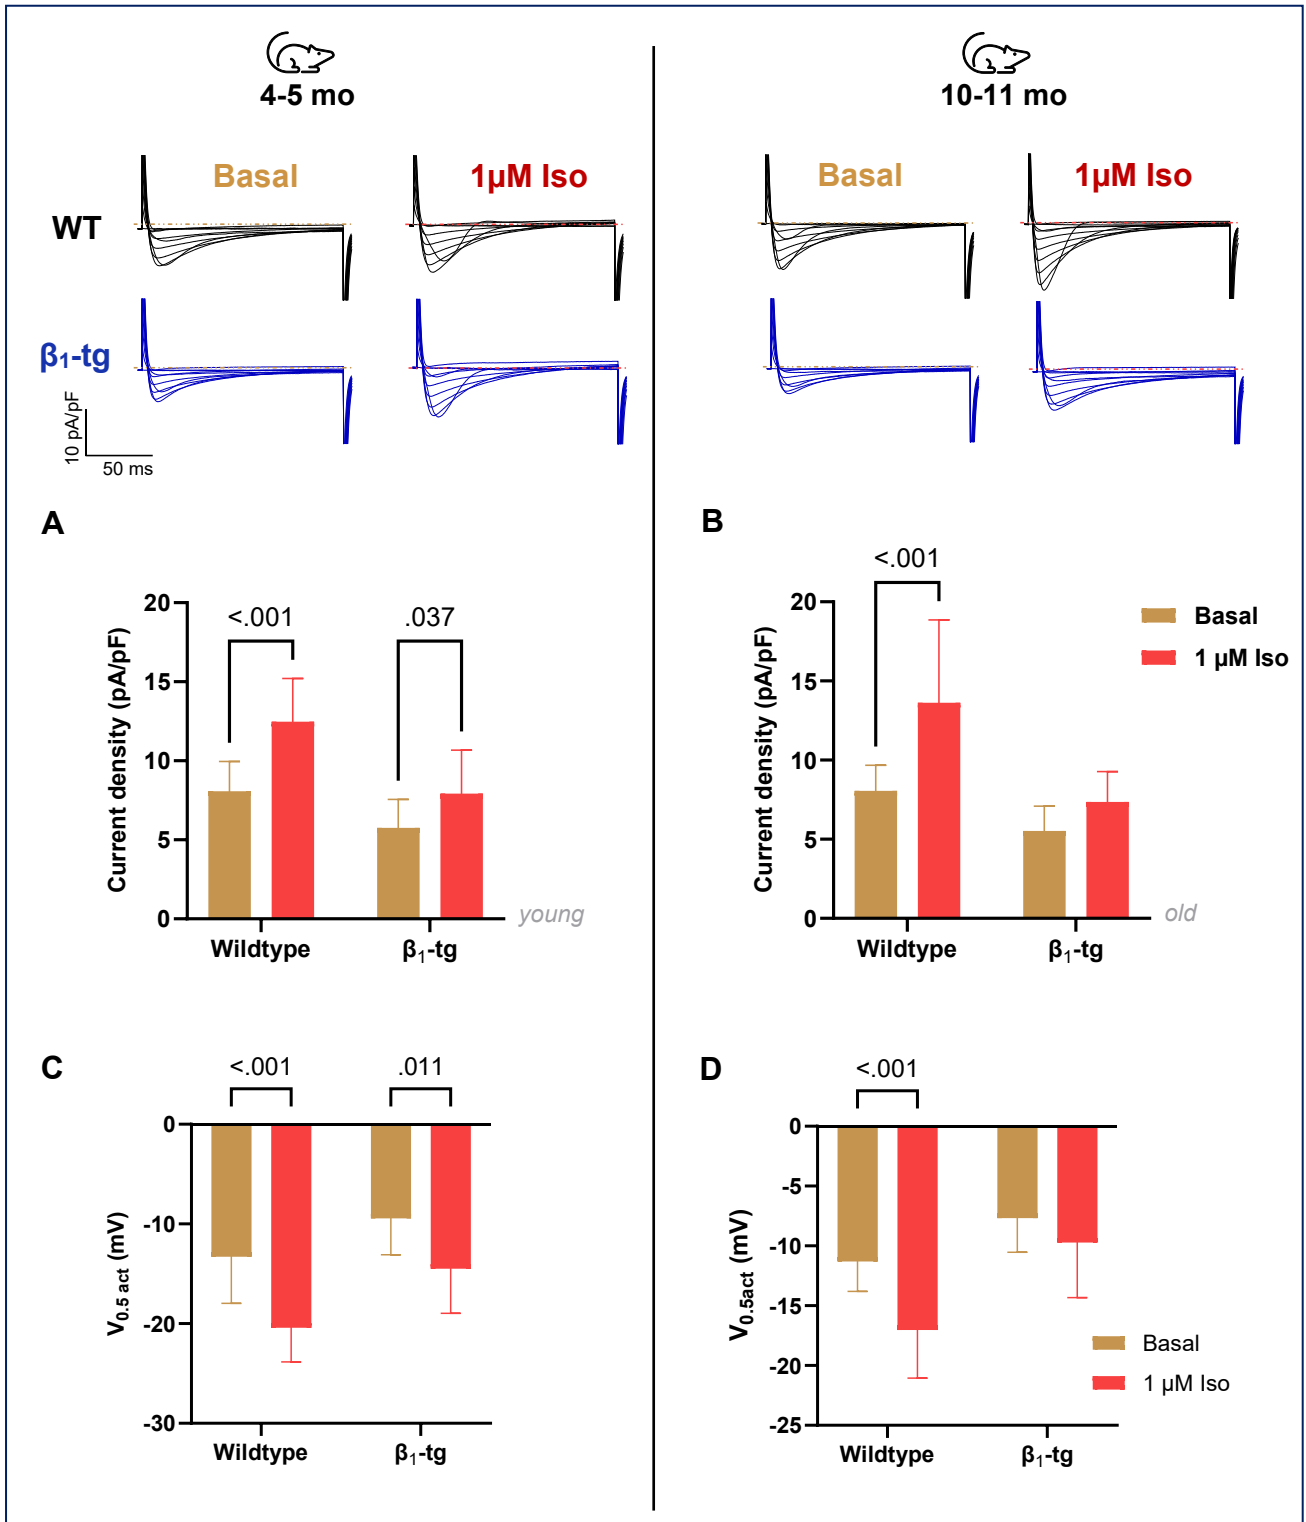 4-5 mo
10-11 mo
Basal
1µM Iso
Basal
1µM Iso
WT
β₁-tg
10 pA/pF
50 ms
A
B
<.001
.037
<.001
Current density (pA/pF)
20
15
10
5
0
Wildtype
β₁-tg
young
Current density (pA/pF)
20
15
10
5
0
Wildtype
β₁-tg
old
Basal
1 µM Iso
C
D
<.001
.011
<.001
V₀.₅ act (mV)
0
-10
-20
-30
Wildtype
β₁-tg
V₀.₅act (mV)
0
-5
-10
-15
-20
-25
Wildtype
β₁-tg
Basal
1 µM Iso